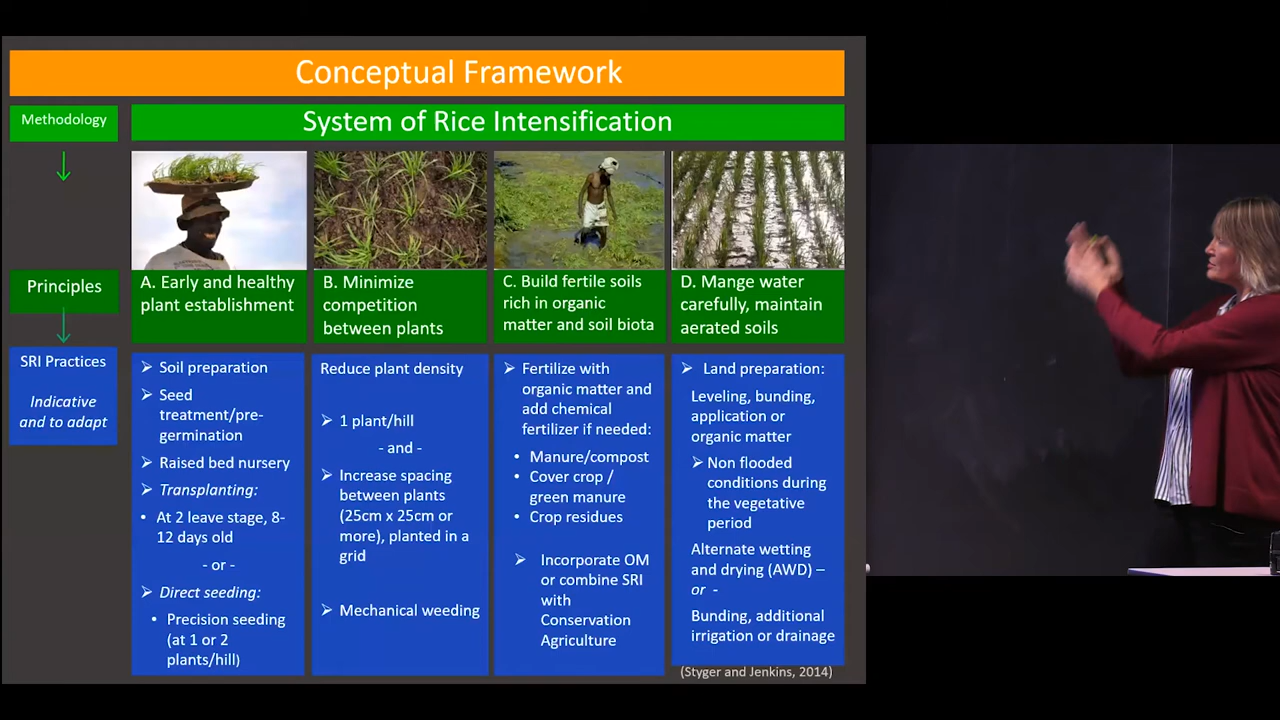 Conceptual Framework
Methodology
System of Rice Intensification
Principles
A. Early and healthy
plant establishment
B. Minimize
competition
between plants
C. Build fertile soils
rich in organic
matter and soil biota
D. Mange water
carefully, maintain
aerated soils
SRI Practices
Indicative
and to adapt
Soil preparation
Seed
treatment/pre-
germination
Raised bed nursery
Transplanting:
At 2 leave stage, 8-
12 days old
- or -
Direct seeding:
Precision seeding
(at 1 or 2
plants/hill)
Reduce plant density
1 plant/hill
- and -
Increase spacing
between plants
(25cm x 25cm or
more), planted in a
grid
Mechanical weeding
Fertilize with
organic matter and
add chemical
fertilizer if needed:
• Manure/compost
• Cover crop /
green manure
• Crop residues
Incorporate OM
or combine SRI
with
Conservation
Agriculture
Land preparation:
Leveling, bunding,
application or
organic matter
Non flooded
conditions during
the vegetative
period
Alternate wetting
and drying (AWD) –
or -
Bunding, additional
irrigation or drainage
(Styger and Jenkins, 2014)